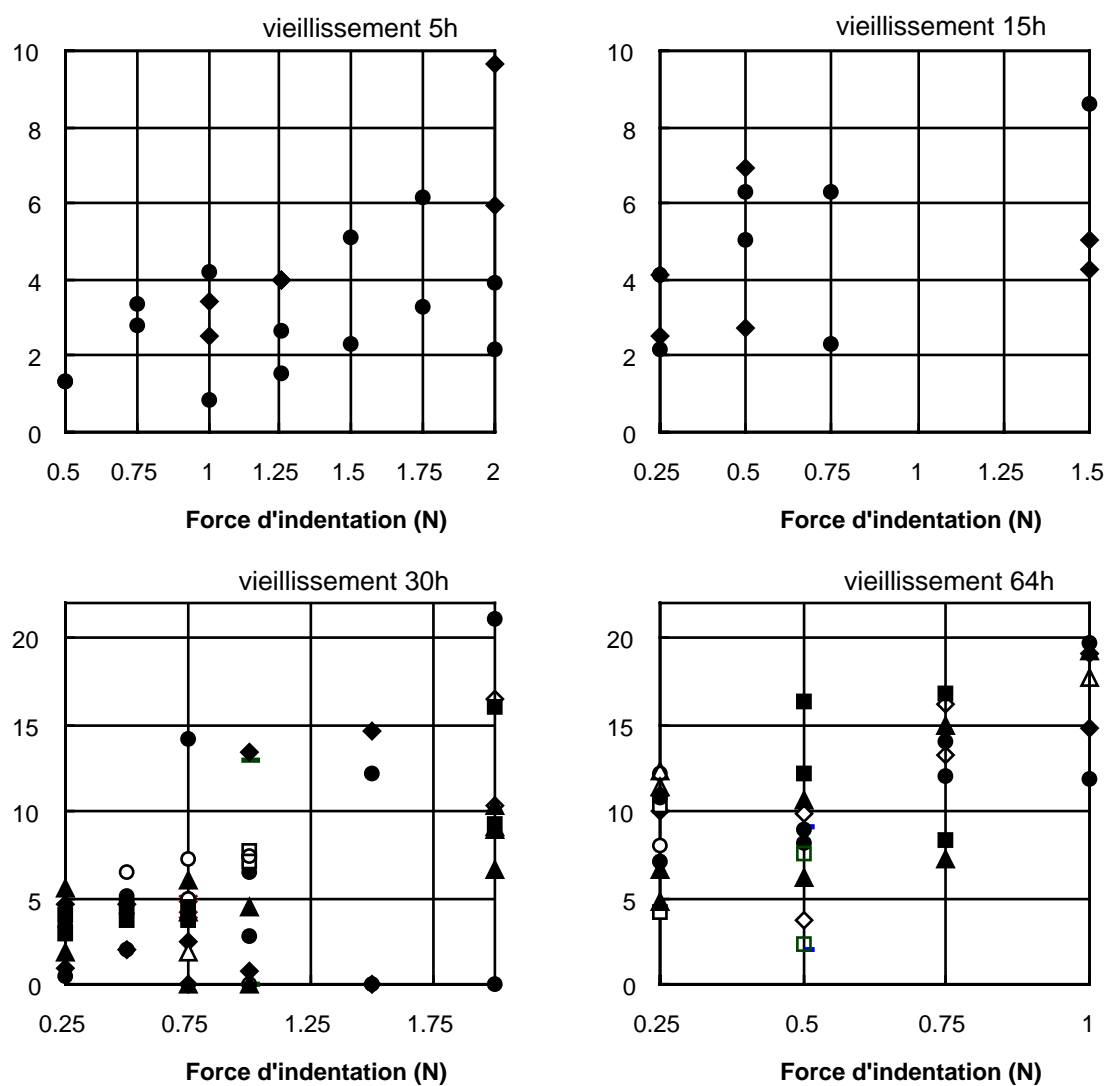 vieillissement 5h
10
8
6
4
2
0
0.5 0.75 1 1.25 1.5 1.75 2
Force d'indentation (N)
vieillissement 15h
10
8
6
4
2
0
0.25 0.5 0.75 1 1.25 1.5
Force d'indentation (N)
vieillissement 30h
20
15
10
5
0
0.25 0.75 1.25 1.75
Force d'indentation (N)
vieillissement 64h
20
15
10
5
0
0.25 0.5 0.75 1
Force d'indentation (N)